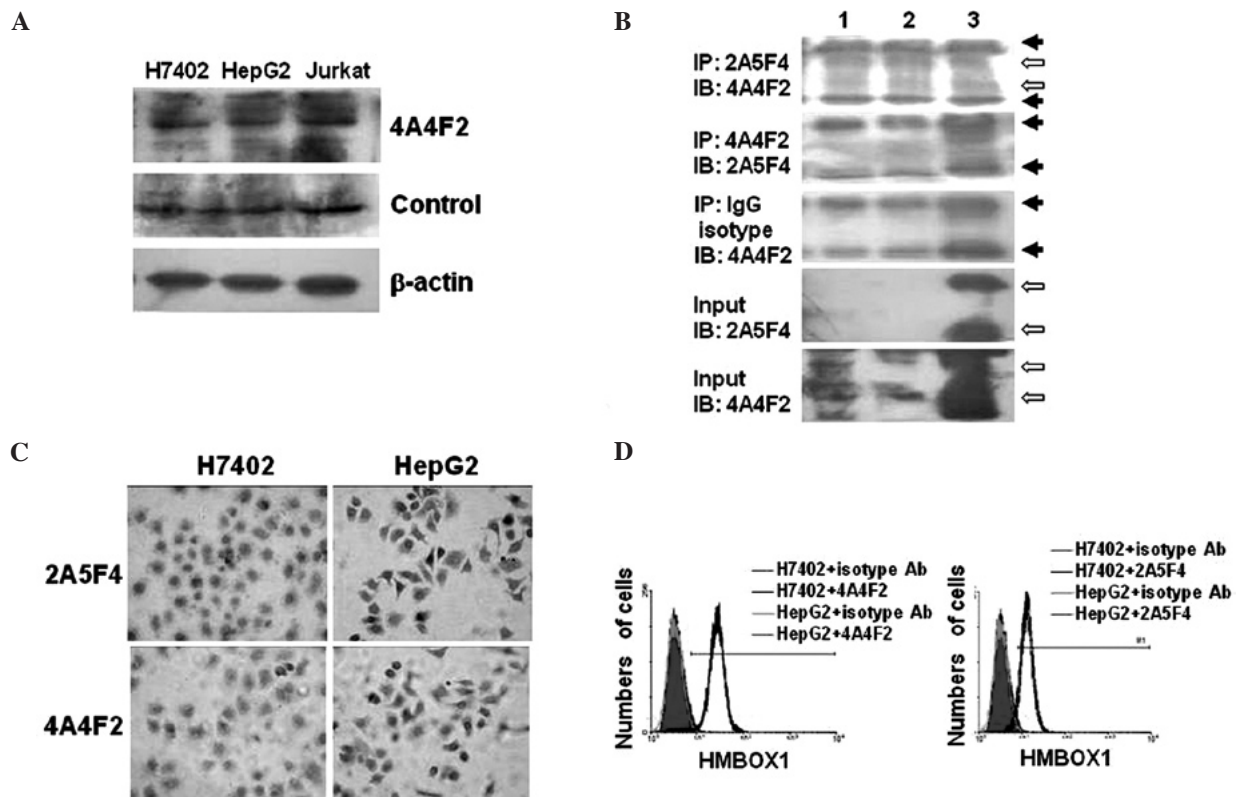 A
H7402 HepG2 Jurkat
4A4F2
Control
β-actin
B
1 2 3
IP: 2A5F4
IB: 4A4F2
IP: 4A4F2
IB: 2A5F4
IP: IgG
isotype
IB: 4A4F2
Input
IB: 2A5F4
Input
IB: 4A4F2
C
H7402 HepG2
2A5F4
4A4F2
D
H7402+isotype Ab
H7402+4A4F2
HepG2+isotype Ab
HepG2+4A4F2
Numbers of cells
HMBOX1
H7402+isotype Ab
H7402+2A5F4
HepG2+isotype Ab
HepG2+2A5F4
Numbers of cells
HMBOX1